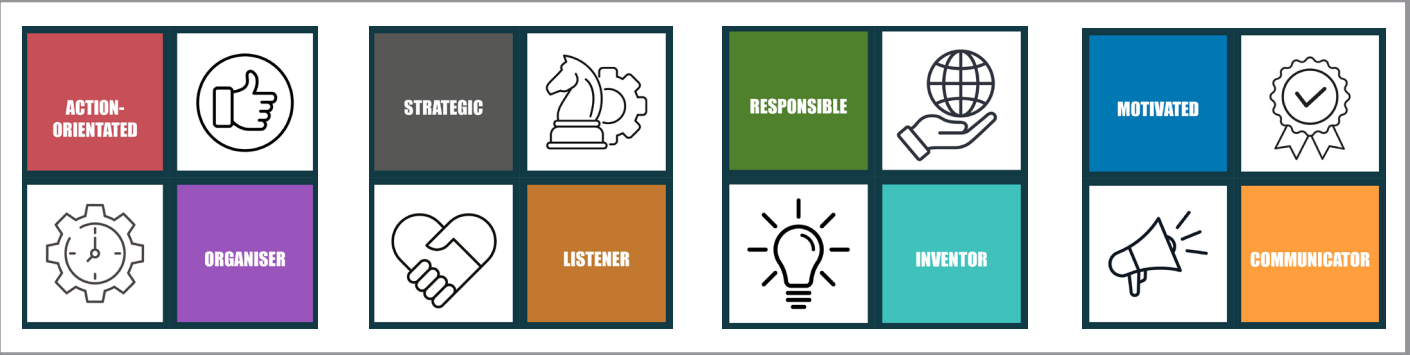 ACTION-
ORIENTATED
ORGANISER
STRATEGIC
LISTENER
RESPONSIBLE
INVENTOR
MOTIVATED
COMMUNICATOR